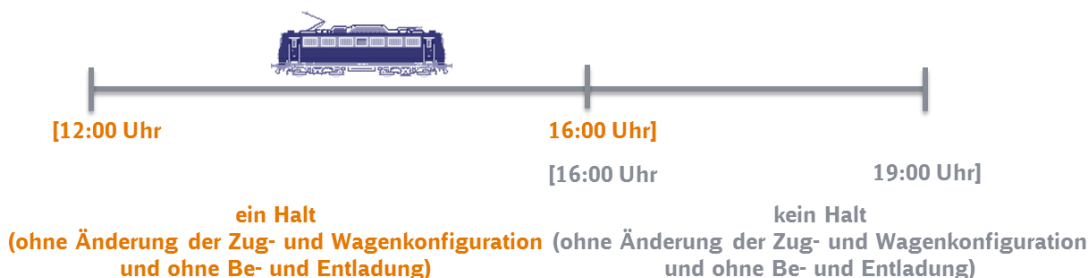 [12:00 Uhr
16:00 Uhr]
[16:00 Uhr
19:00 Uhr]
ein Halt
(ohne Änderung der Zug- und Wagenkonfiguration
und ohne Be- und Entladung)
kein Halt
(ohne Änderung der Zug- und Wagenkonfiguration
und ohne Be- und Entladung)